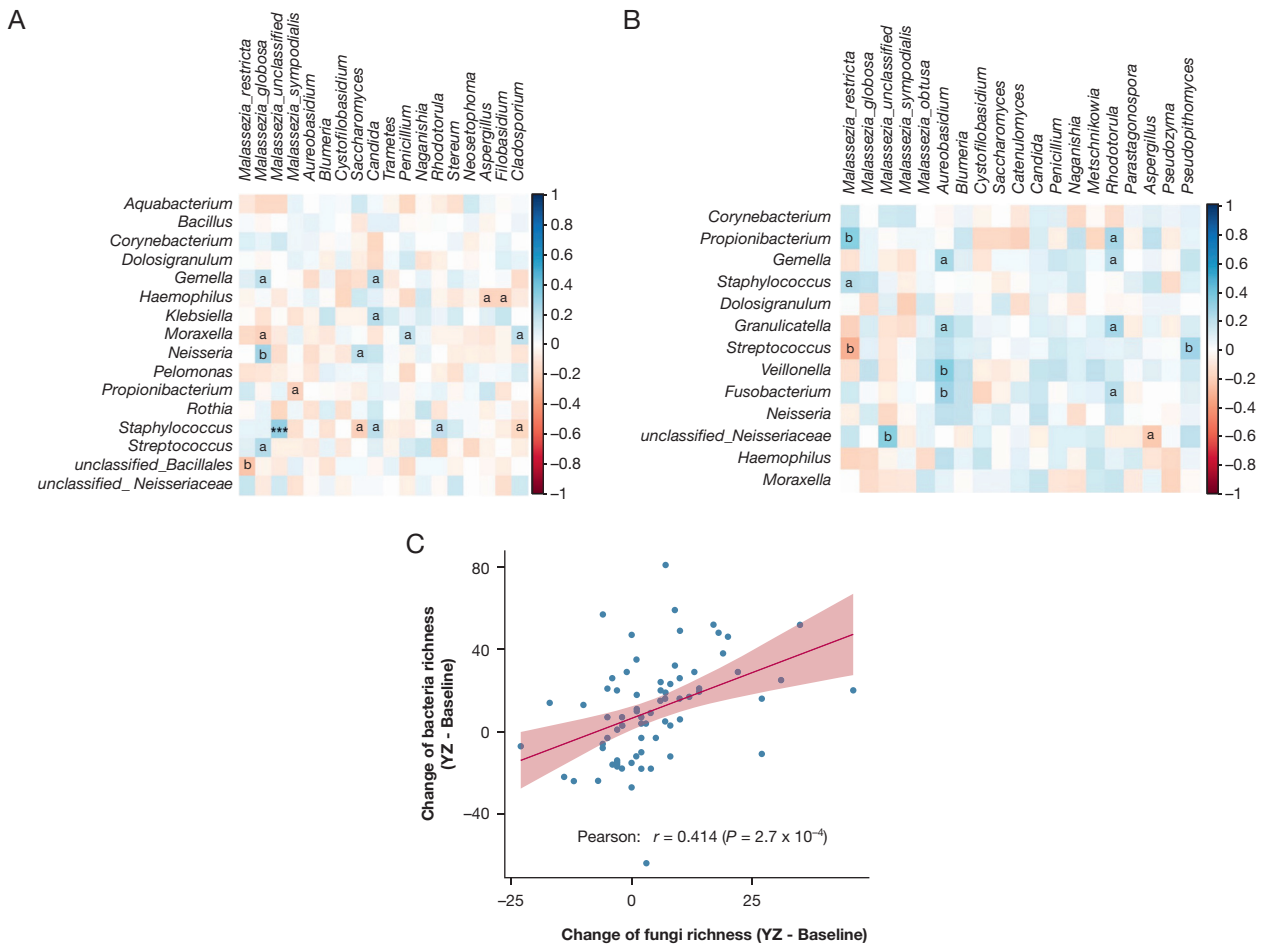 A
Malassezia_restricta
Malassezia_globosa
Malassezia_unclassified
Malassezia_sympodialis
Aureobasidium
Blumeria
Cystofilobasidium
Saccharomyces
Candida
Trametes
Penicillium
Naganishia
Rhodotorula
Stereum
Neosetophoma
Aspergillus
Filobasidium
Cladosporium
Aquabacterium
Bacillus
Corynebacterium
Dolosigranulum
Gemella a a
Haemophilus a a
Klebsiella a
Moraxella a a a
Neisseria b a
Pelomonas
Propionibacterium a
Rothia
Staphylococcus *** a a a a
Streptococcus a
unclassified_Bacillales b
unclassified_ Neisseriaceae
1
0.8
0.6
0.4
0.2
0
−0.2
−0.4
−0.6
−0.8
−1
B
Malassezia_restricta
Malassezia_globosa
Malassezia_unclassified
Malassezia_sympodialis
Malassezia_obtusa
Aureobasidium
Blumeria
Cystofilobasidium
Saccharomyces
Catenulomyces
Candida
Penicillium
Naganishia
Metschnikowia
Rhodotorula
Parastagonospora
Aspergillus
Pseudozyma
Pseudopithomyces
Corynebacterium
Propionibacterium b a
Gemella a a
Staphylococcus a
Dolosigranulum
Granulicatella a a
Streptococcus b b
Veillonella b
Fusobacterium b a
Neisseria
unclassified_Neisseriaceae b a
Haemophilus
Moraxella
1
0.8
0.6
0.4
0.2
0
−0.2
−0.4
−0.6
−0.8
−1
C
Change of bacteria richness
(YZ - Baseline)
80
40
0
−40
Pearson: r = 0.414 (P = 2.7 x 10⁻⁴)
−25 0 25
Change of fungi richness (YZ - Baseline)